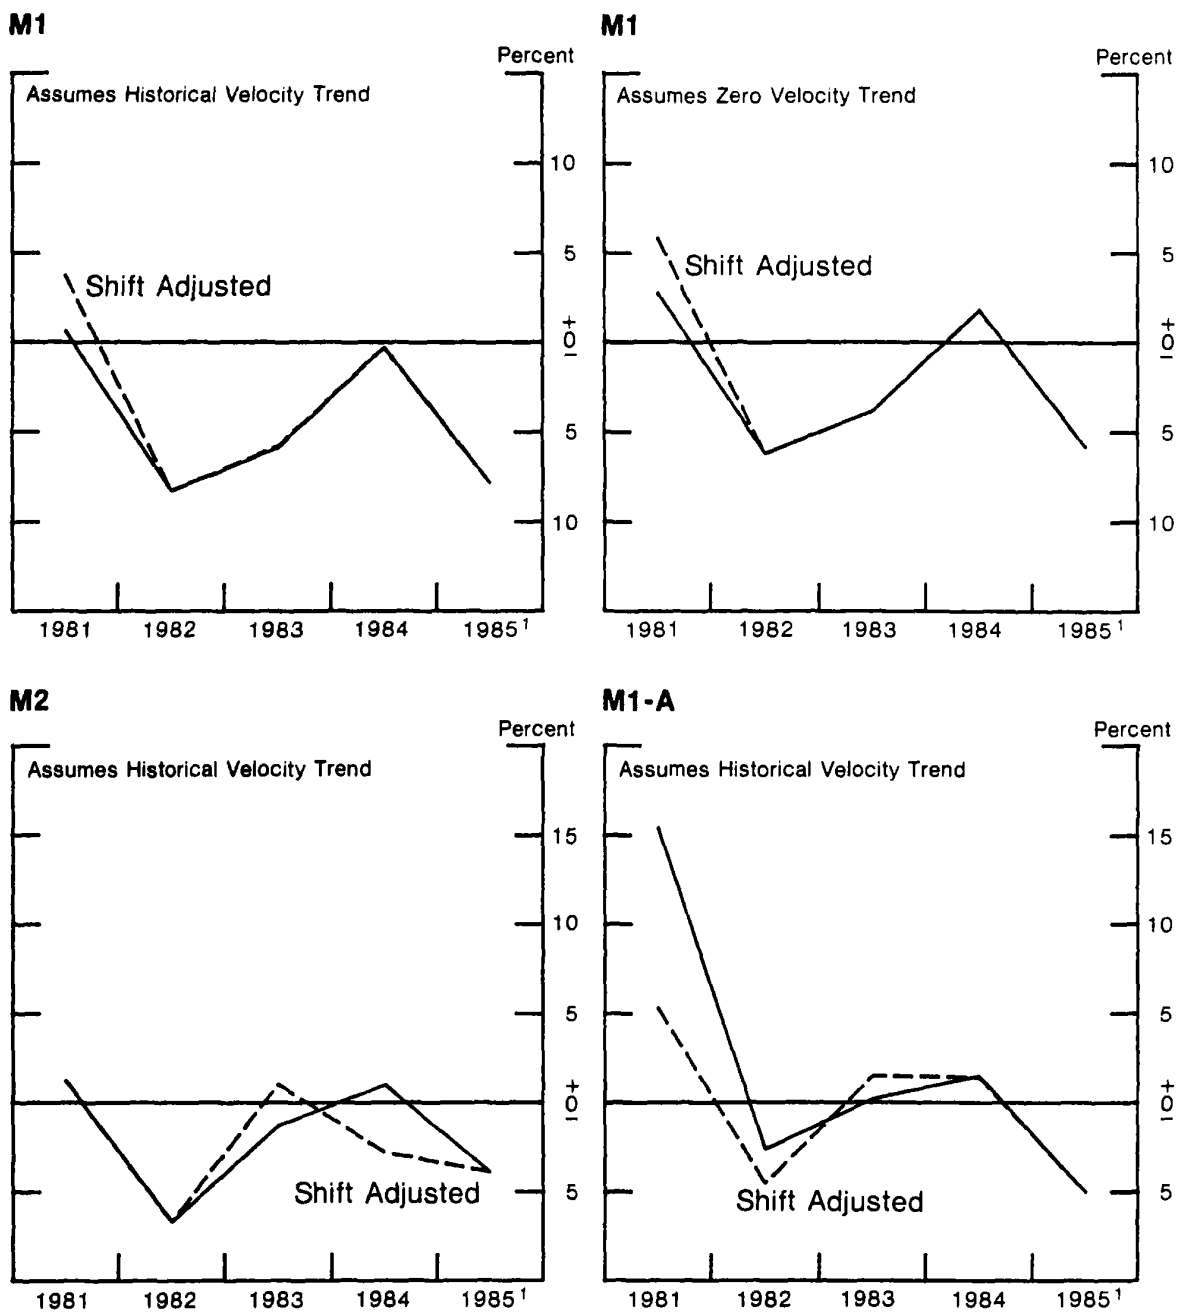 M1
Percent
Assumes Historical Velocity Trend
10
5
Shift Adjusted
+
0
−
5
10
1981 1982 1983 1984 1985¹
M1
Percent
Assumes Zero Velocity Trend
10
5
Shift Adjusted
+
0
−
5
10
1981 1982 1983 1984 1985¹
M2
Percent
Assumes Historical Velocity Trend
15
10
5
+
0
−
5
Shift Adjusted
1981 1982 1983 1984 1985¹
M1-A
Percent
Assumes Historical Velocity Trend
15
10
5
+
0
−
5
Shift Adjusted
1981 1982 1983 1984 1985¹